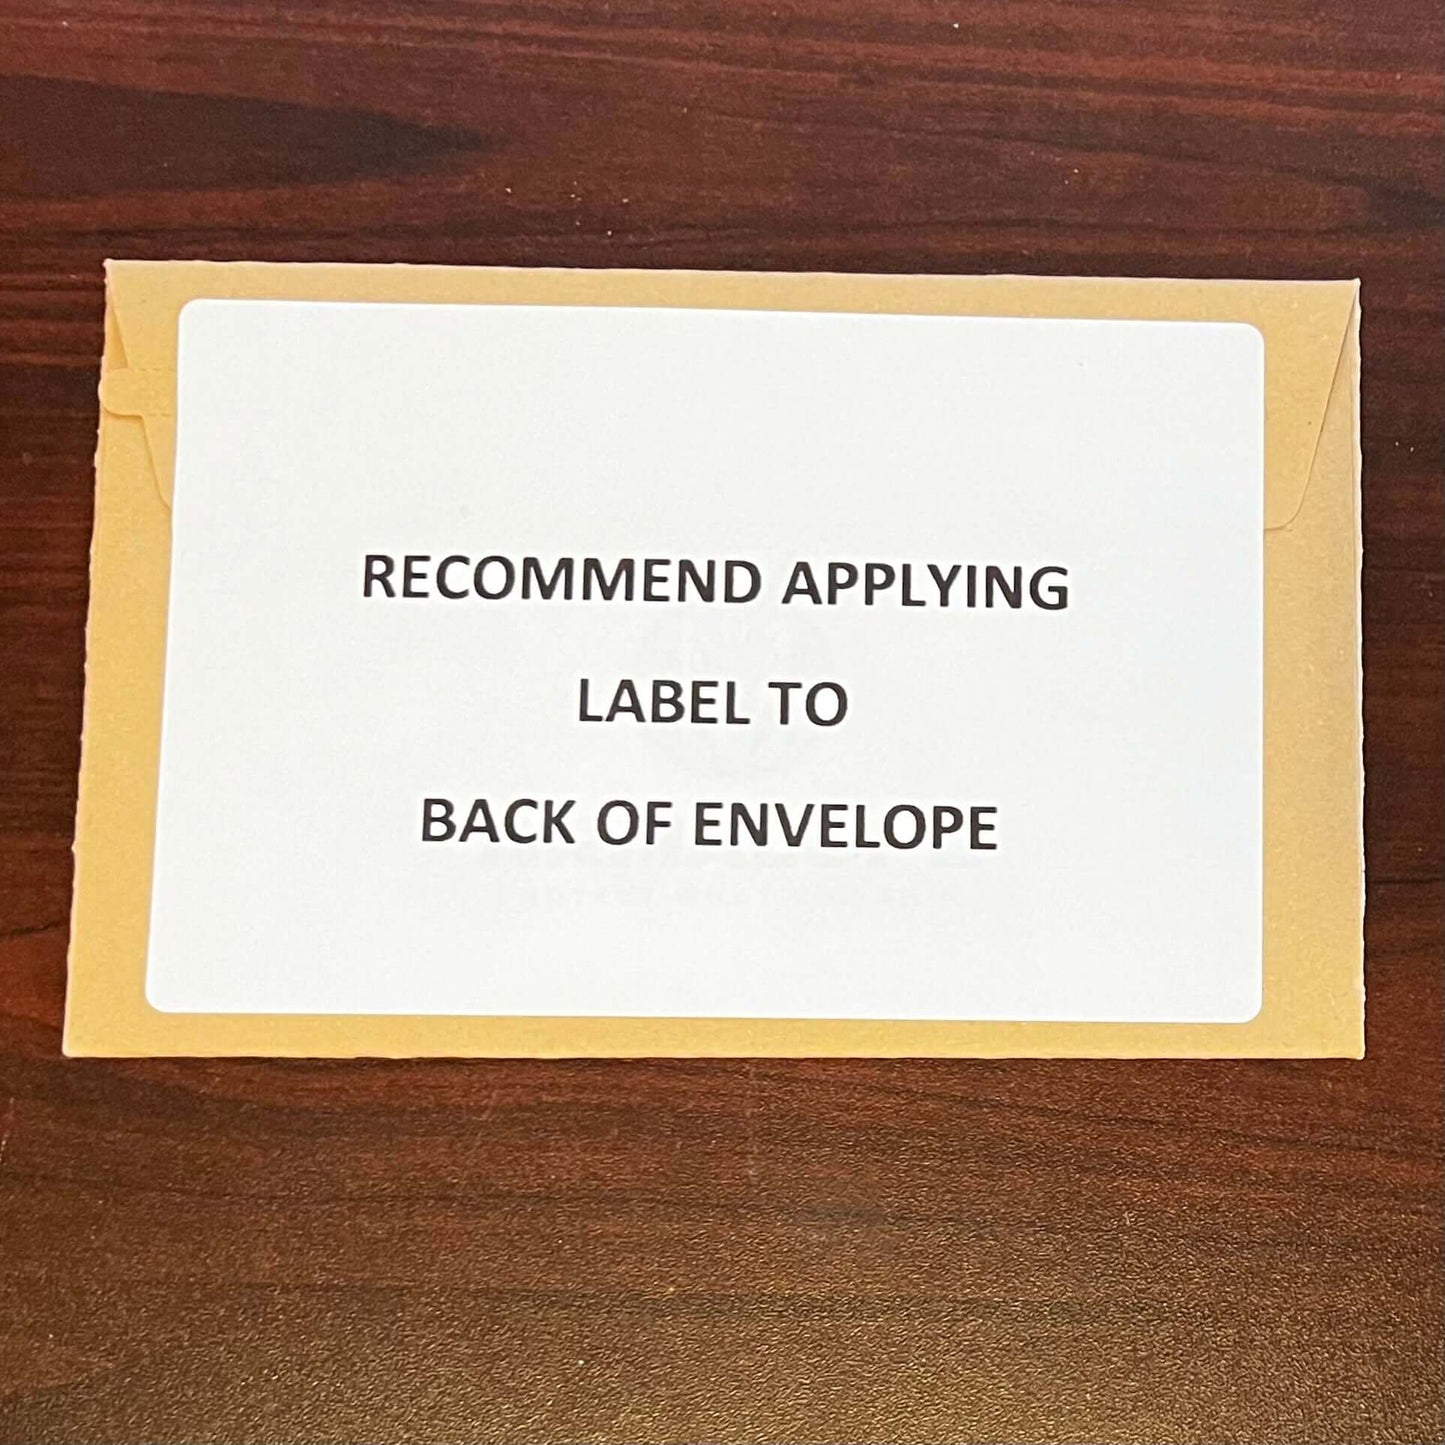 RECOMMEND APPLYING
LABEL TO
BACK OF ENVELOPE